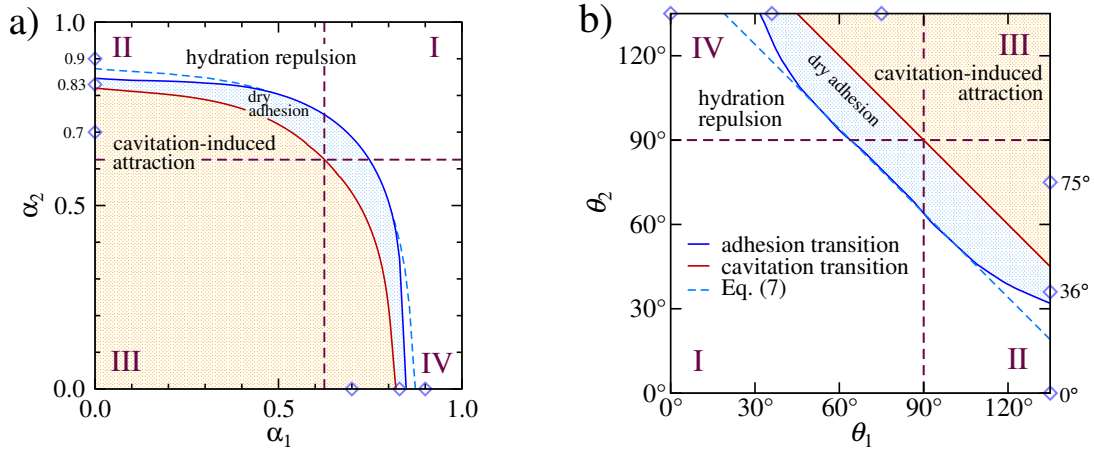 a)
II
I
hydration repulsion
dry
adhesion
cavitation-induced
attraction
III
IV
1.0
0.9
0.83
0.7
0.5
0.0
α2
0.0
0.5
1.0
α1
b)
IV
III
cavitation-induced
attraction
dry adhesion
hydration
repulsion
adhesion transition
cavitation transition
Eq. (7)
I
II
120°
90°
60°
30°
0°
θ2
75°
36°
0°
0°
30°
60°
90°
120°
θ1